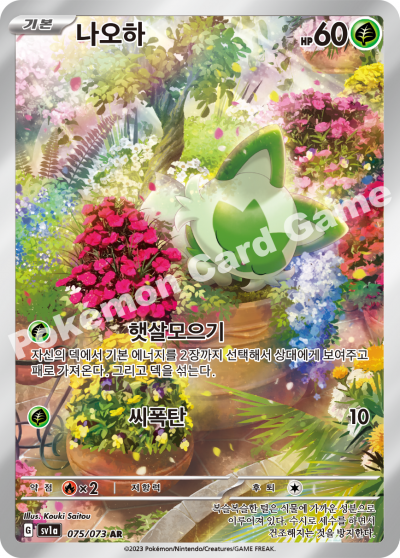 기본 나오하 HP 60
햇살모으기
자신의 덱에서 기본 에너지를 2장까지 선택해서 상대에게 보여주고
패로 가져온다. 그리고 덱을 섞는다.
씨폭탄 10
약점 ×2 저항력 후퇴
Illus. Kouki Saitou
G sv1a 075/073 AR
복슬복슬한 털은 식물에 가까운 성분으로
이루어져 있다. 수시로 세수를 하면서
건조해지는 것을 방지한다.
©2023 Pokémon/Nintendo/Creatures/GAME FREAK.
Pokémon Card Game